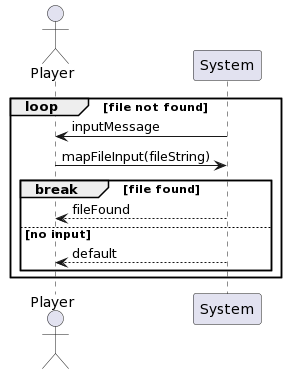 Player
System
loop [file not found]
inputMessage
mapFileInput(fileString)
break [file found]
fileFound
[no input]
default
Player
System